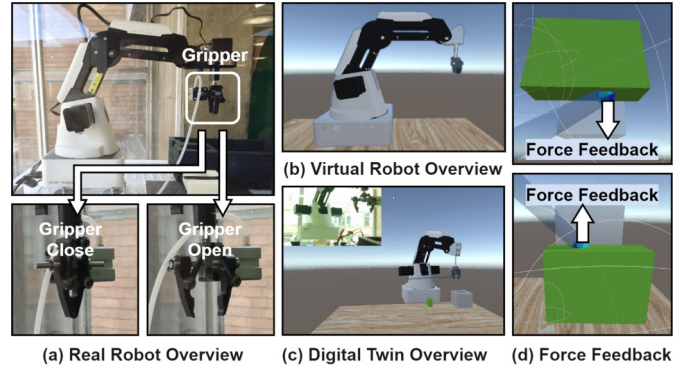 Gripper
Gripper
Close
Gripper
Open
(a) Real Robot Overview
(b) Virtual Robot Overview
(c) Digital Twin Overview
Force Feedback
Force Feedback
(d) Force Feedback